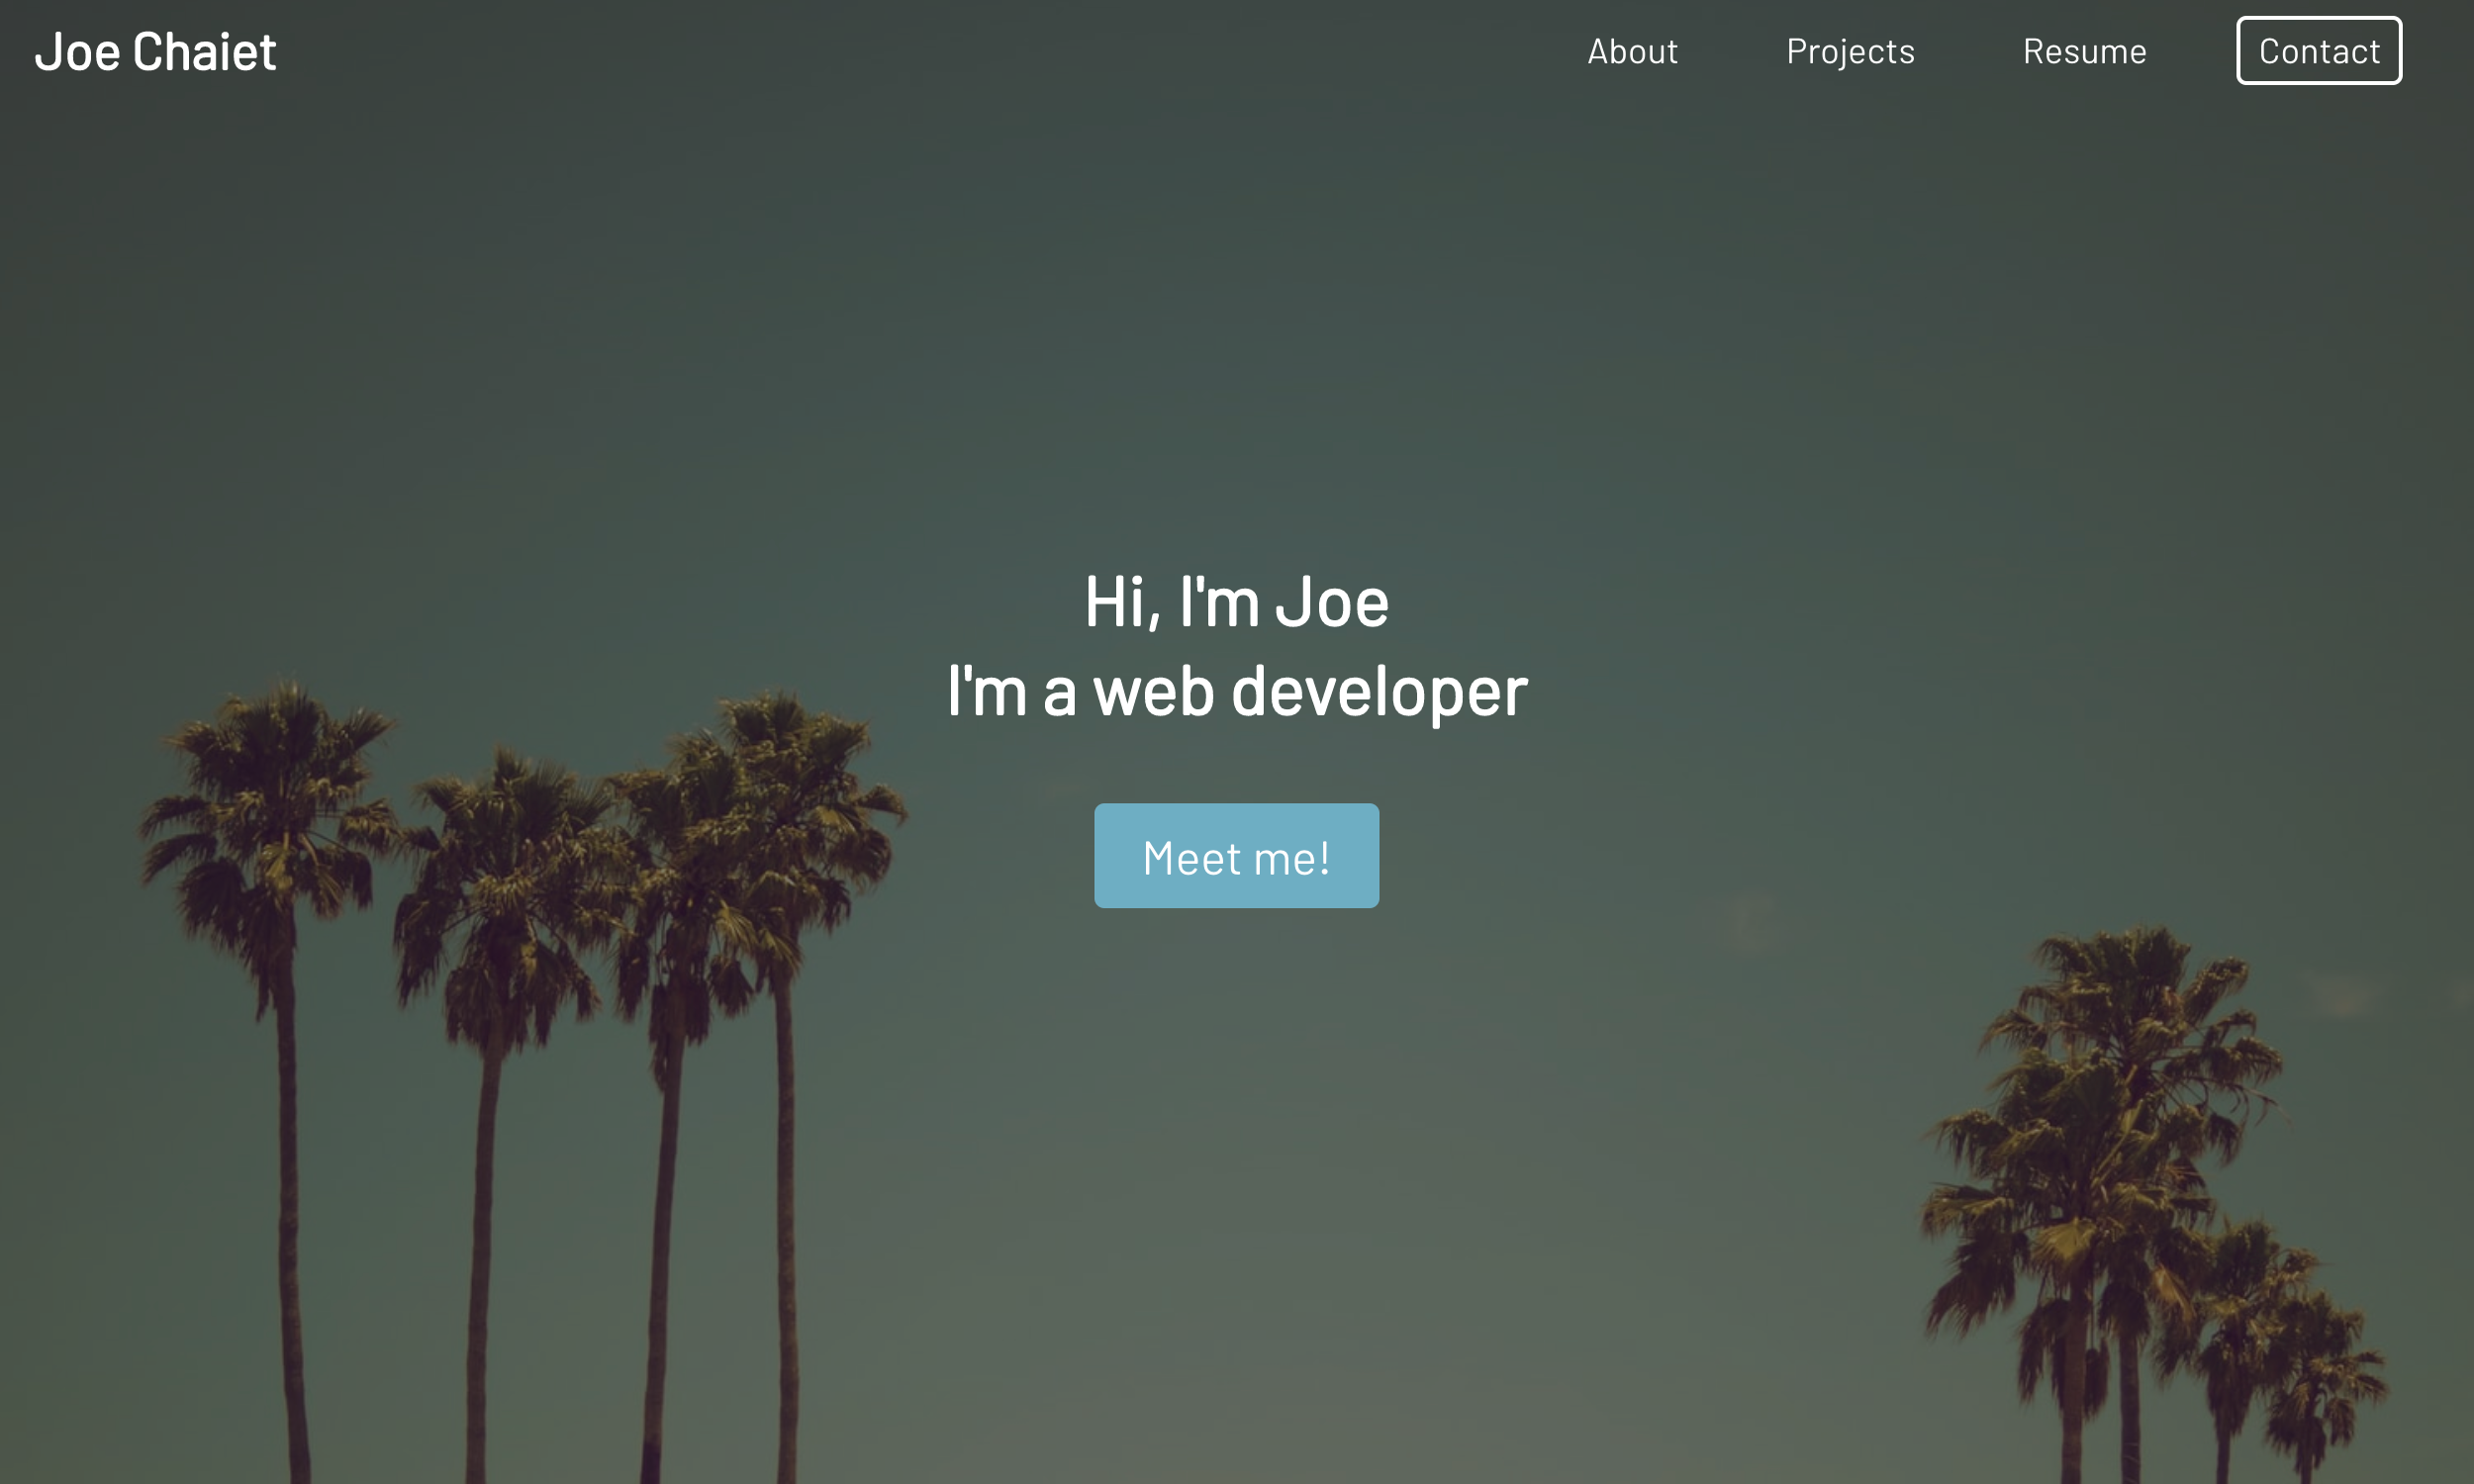 Joe Chaiet
About
Projects
Resume
Contact
Hi, I'm Joe
I'm a web developer
Meet me!